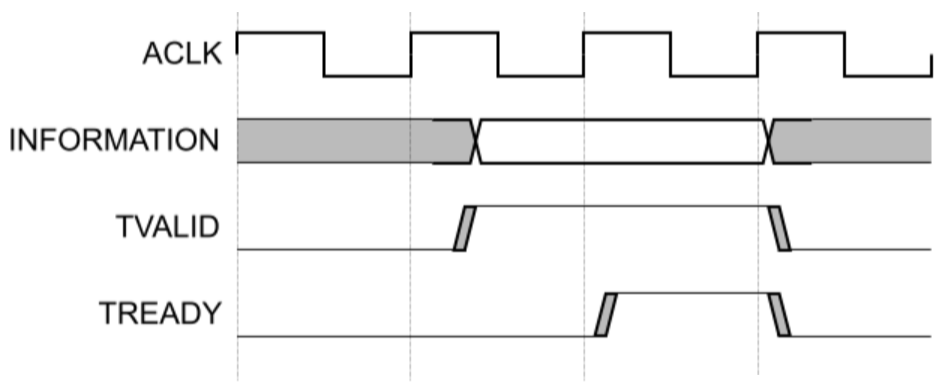 ACLK
INFORMATION
TVALID
TREADY